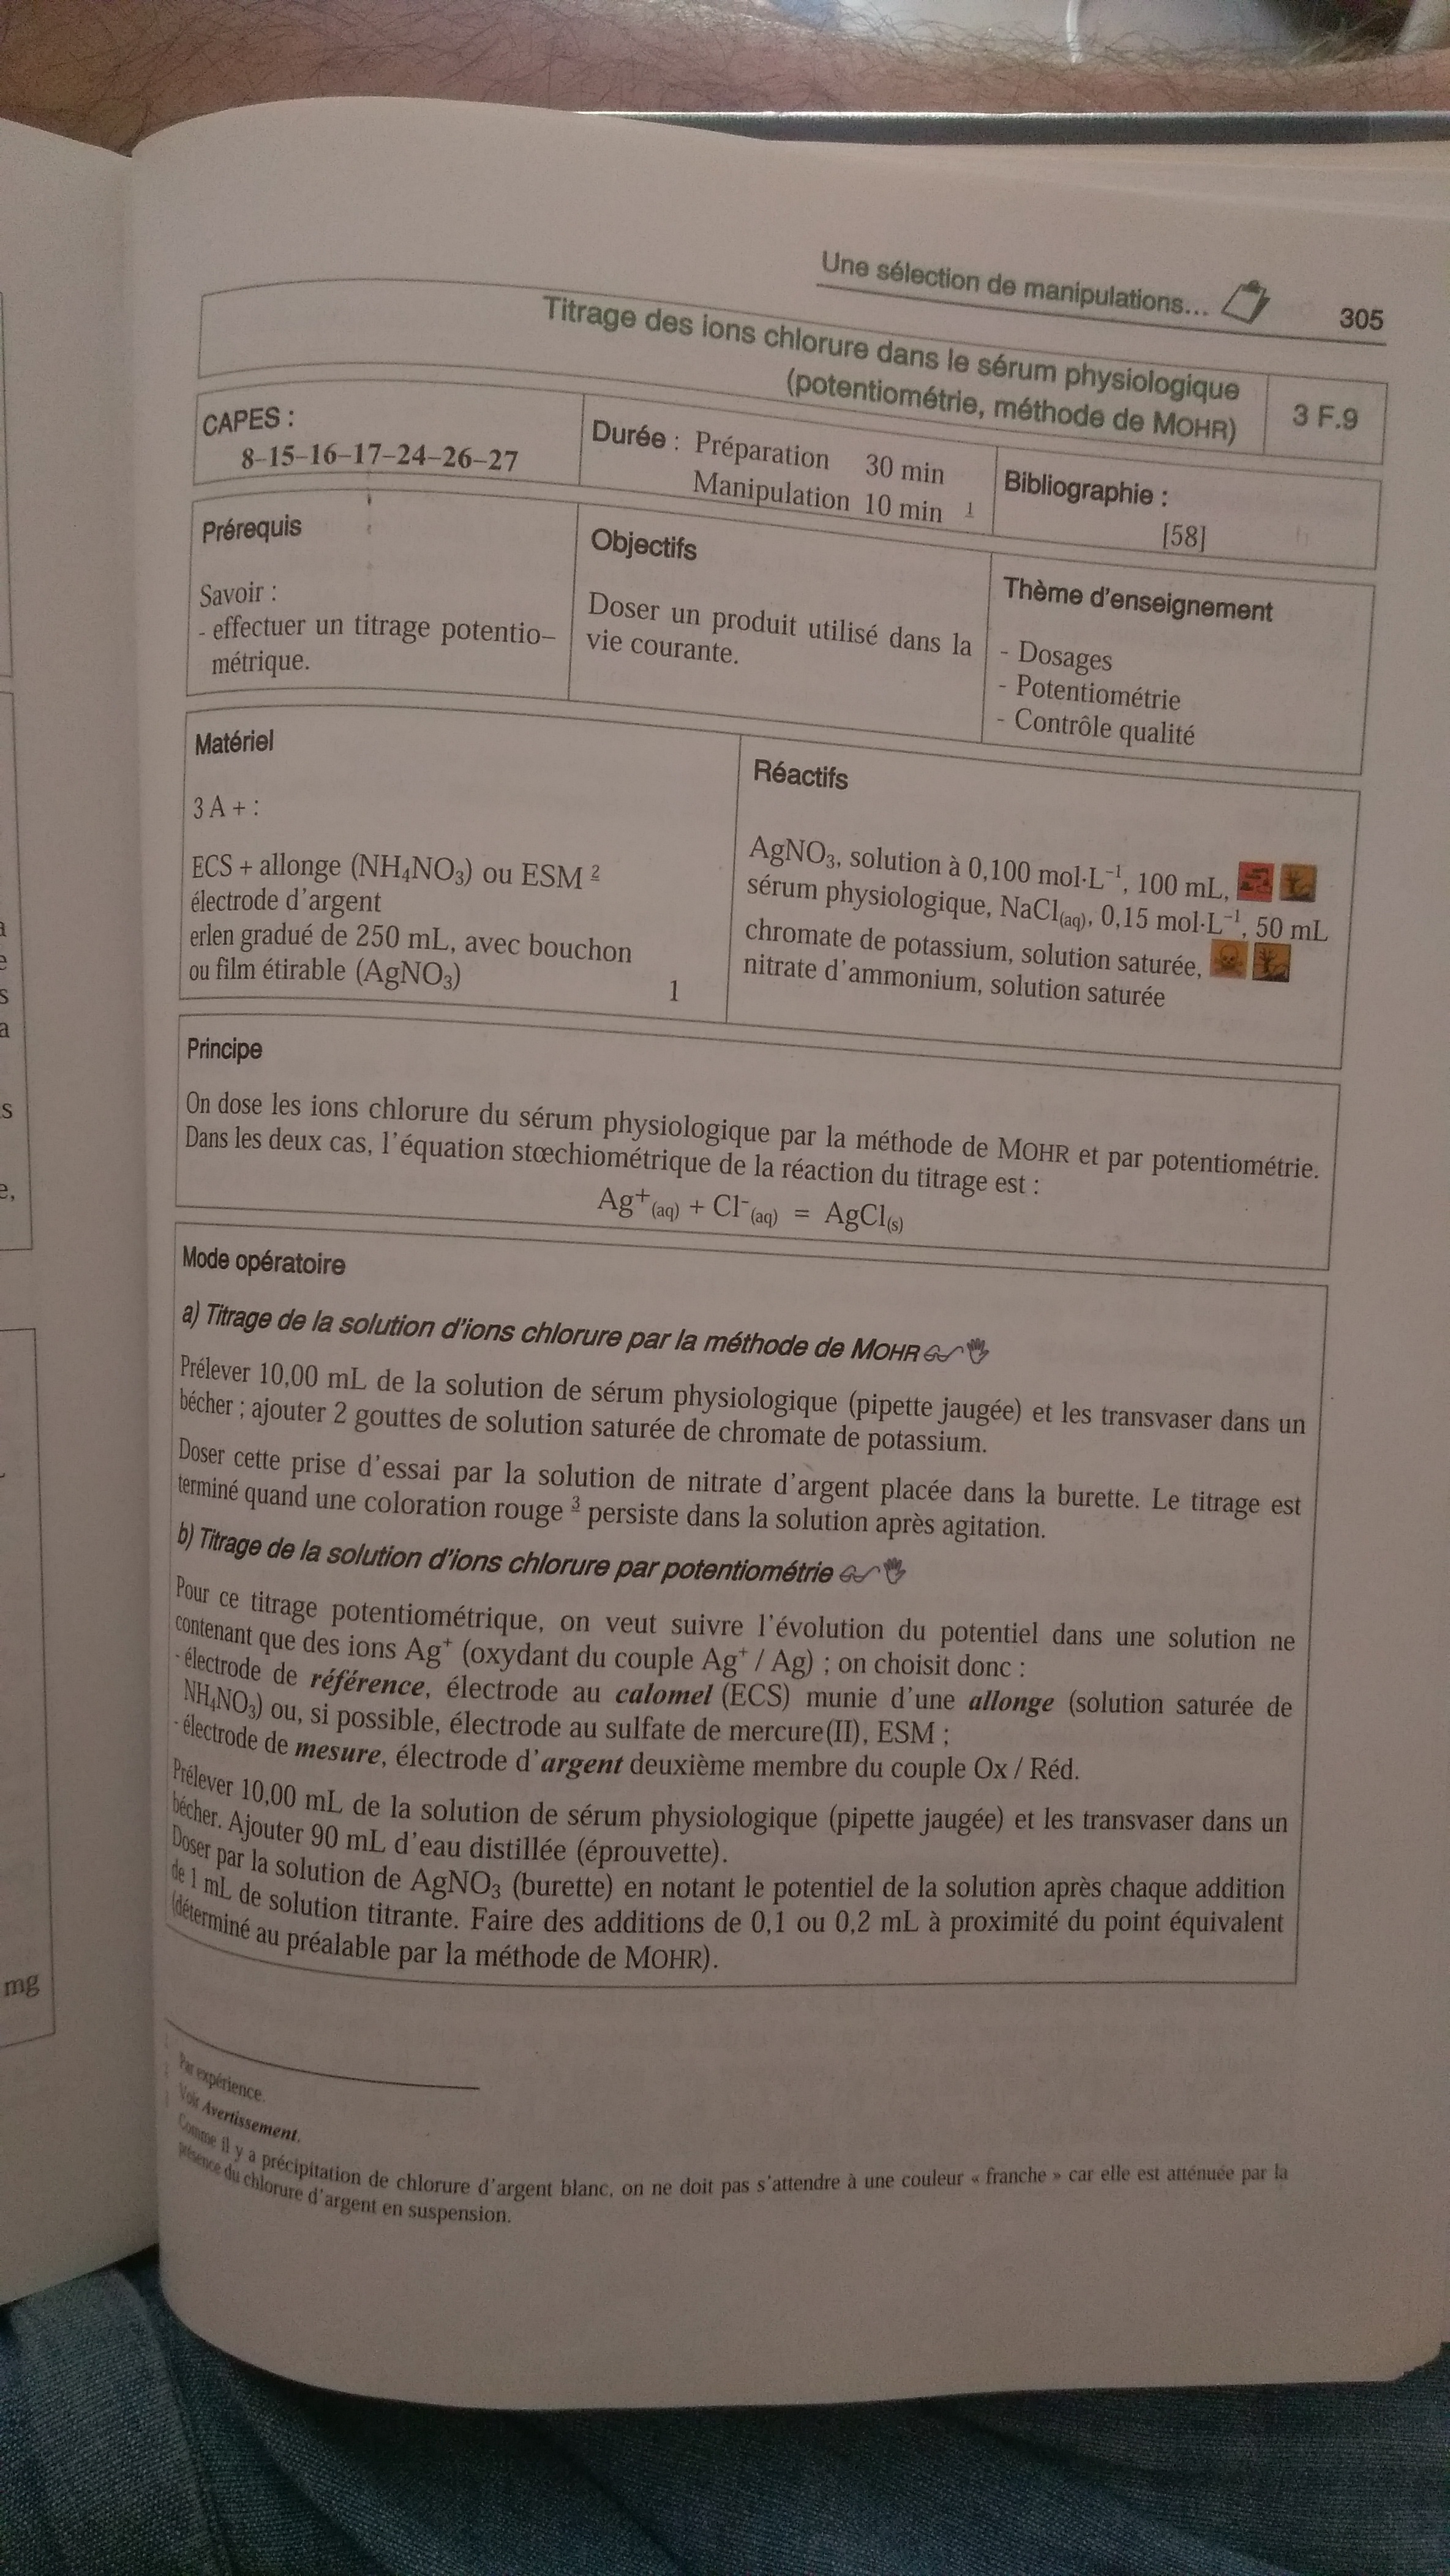 Une sélection de manipulations...
305
Titrage des ions chlorure dans le sérum physiologique
(potentiométrie, méthode de MOHR)
3 F.9
CAPES :
8–15–16–17–24–26–27
Durée : Préparation 30 min
Manipulation 10 min 1
Bibliographie :
[58]
Prérequis
Savoir :
- effectuer un titrage potentio–
métrique.
Objectifs
Doser un produit utilisé dans la
vie courante.
Thème d'enseignement
- Dosages
- Potentiométrie
- Contrôle qualité
Matériel
3 A + :
ECS + allonge (NH₄NO₃) ou ESM 2
électrode d'argent
erlen gradué de 250 mL, avec bouchon
ou film étirable (AgNO₃) 1
Réactifs
AgNO₃, solution à 0,100 mol·L⁻¹, 100 mL,
sérum physiologique, NaCl(aq), 0,15 mol·L⁻¹, 50 mL
chromate de potassium, solution saturée,
nitrate d'ammonium, solution saturée
Principe
On dose les ions chlorure du sérum physiologique par la méthode de MOHR et par potentiométrie.
Dans les deux cas, l'équation stœchiométrique de la réaction du titrage est :
Ag⁺(aq) + Cl⁻(aq) = AgCl(s)
Mode opératoire
a) Titrage de la solution d'ions chlorure par la méthode de MOHR
Prélever 10,00 mL de la solution de sérum physiologique (pipette jaugée) et les transvaser dans un
bécher ; ajouter 2 gouttes de solution saturée de chromate de potassium.
Doser cette prise d'essai par la solution de nitrate d'argent placée dans la burette. Le titrage est
terminé quand une coloration rouge 3 persiste dans la solution après agitation.
b) Titrage de la solution d'ions chlorure par potentiométrie
Pour ce titrage potentiométrique, on veut suivre l'évolution du potentiel dans une solution ne
contenant que des ions Ag⁺ (oxydant du couple Ag⁺ / Ag) ; on choisit donc :
- électrode de référence, électrode au calomel (ECS) munie d'une allonge (solution saturée de
NH₄NO₃) ou, si possible, électrode au sulfate de mercure(II), ESM ;
- électrode de mesure, électrode d'argent deuxième membre du couple Ox / Réd.
Prélever 10,00 mL de la solution de sérum physiologique (pipette jaugée) et les transvaser dans un
bécher. Ajouter 90 mL d'eau distillée (éprouvette).
Doser par la solution de AgNO₃ (burette) en notant le potentiel de la solution après chaque addition
de 1 mL de solution titrante. Faire des additions de 0,1 ou 0,2 mL à proximité du point équivalent
(déterminé au préalable par la méthode de MOHR).
Par expérience.
Voir Avertissement.
Comme il y a précipitation de chlorure d'argent blanc, on ne doit pas s'attendre à une couleur « franche » car elle est atténuée par la
présence du chlorure d'argent en suspension.
mg